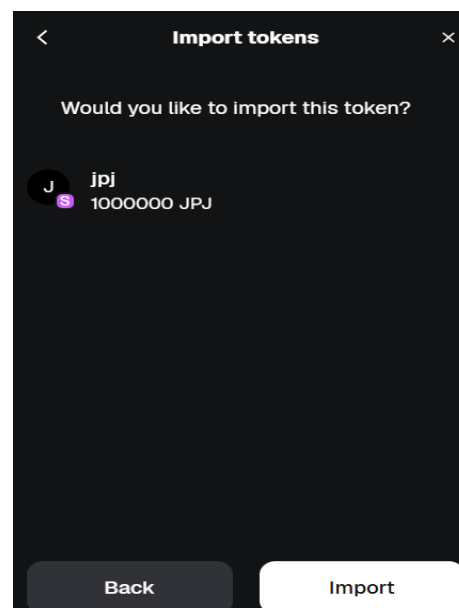 Import tokens
Would you like to import this token?
J
jpj
S
1000000 JPJ
Back
Import